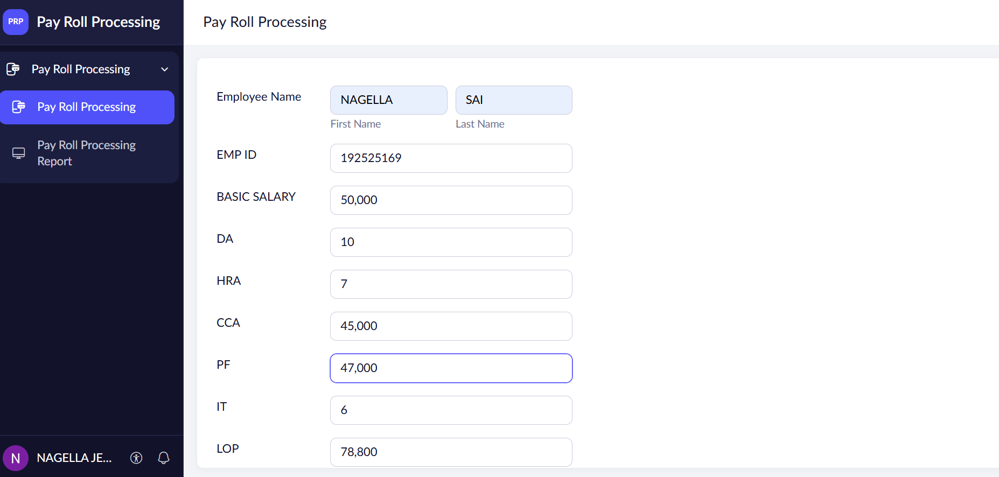 PRP Pay Roll Processing
Pay Roll Processing
Pay Roll Processing
Pay Roll Processing
Report
NAGELLA JE...
N
Pay Roll Processing
Employee Name
NAGELLA
SAI
First Name
Last Name
EMP ID
192525169
BASIC SALARY
50,000
DA
10
HRA
7
CCA
45,000
PF
47,000
IT
6
LOP
78,800